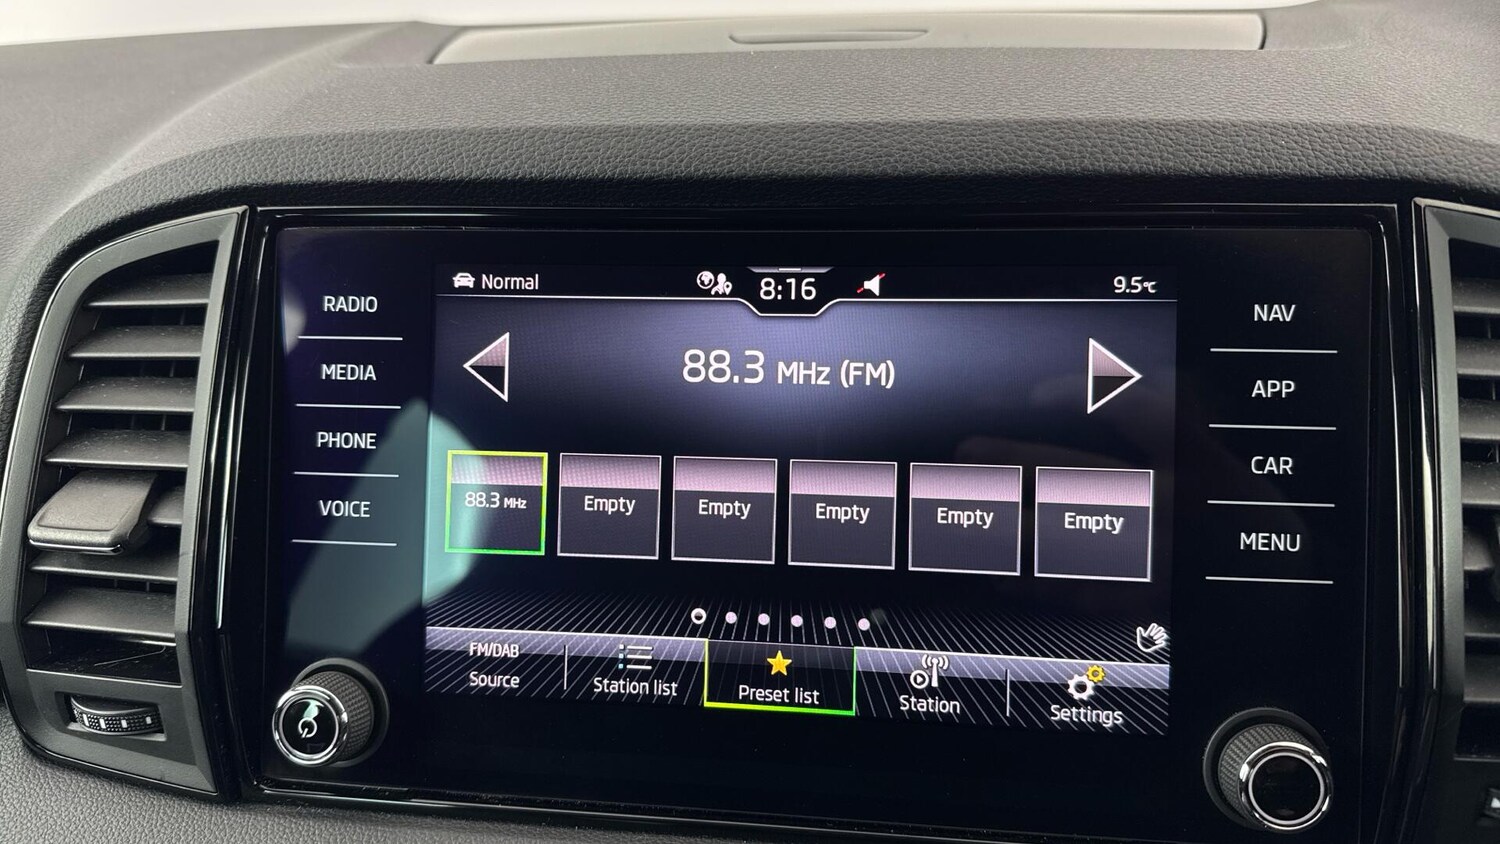 Normal
8:16
9.5°C
RADIO
MEDIA
PHONE
VOICE
88.3 MHz (FM)
88.3 MHz
Empty
Empty
Empty
Empty
Empty
FM/DAB
Source
Station list
Preset list
Station
Settings
NAV
APP
CAR
MENU